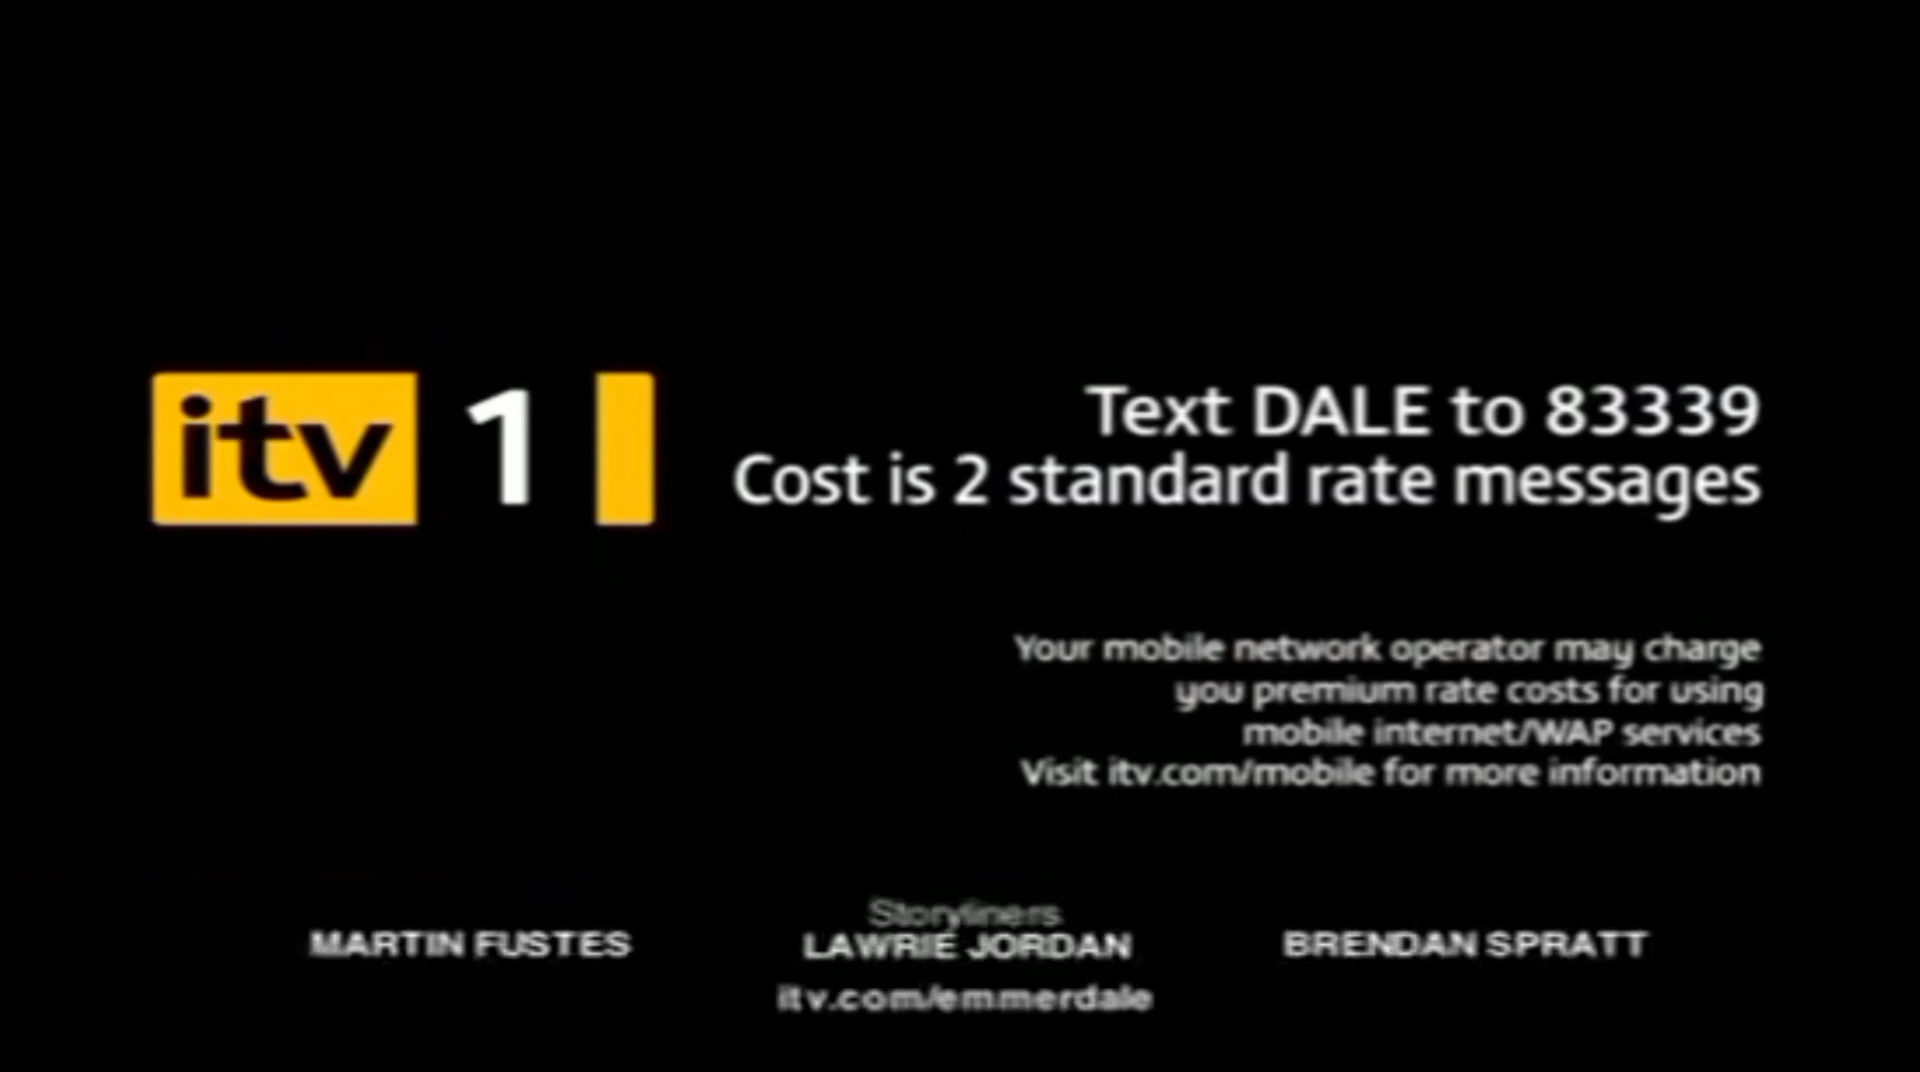 itv 1
Text DALE to 83339
Cost is 2 standard rate messages
Your mobile network operator may charge
you premium rate costs for using
mobile internet/WAP services
Visit itv.com/mobile for more information
Storyliners
MARTIN FUSTES LAWRIE JORDAN BRENDAN SPRATT
itv.com/emmerdale